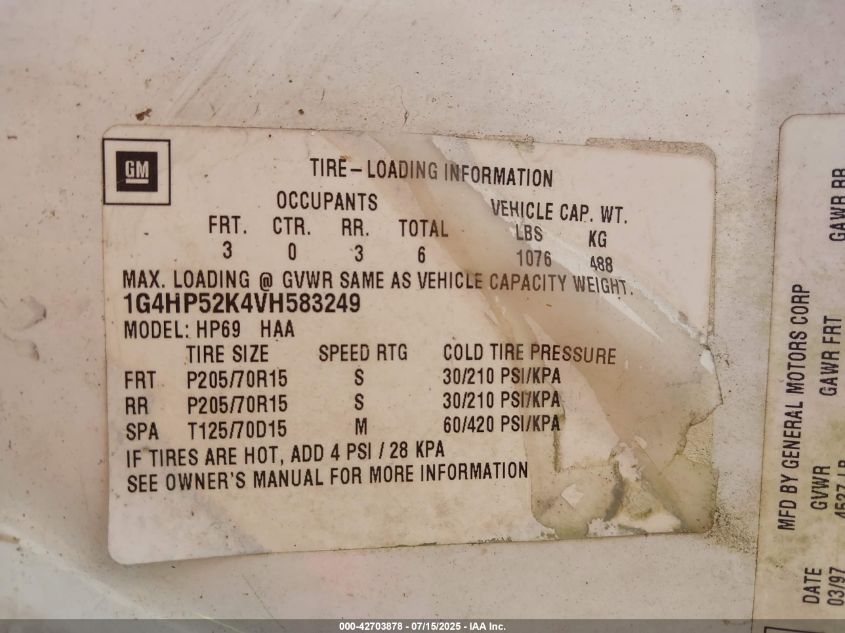 GM
TIRE-LOADING INFORMATION
OCCUPANTS VEHICLE CAP. WT.
FRT. CTR. RR. TOTAL LBS KG
3 0 3 6 1076 488
MAX. LOADING @ GVWR SAME AS VEHICLE CAPACITY WEIGHT.
1G4HP52K4VH583249
MODEL: HP69 HAA
TIRE SIZE SPEED RTG COLD TIRE PRESSURE
FRT P205/70R15 S 30/210 PSI/KPA
RR P205/70R15 S 30/210 PSI/KPA
SPA T125/70D15 M 60/420 PSI/KPA
IF TIRES ARE HOT, ADD 4 PSI / 28 KPA
SEE OWNER'S MANUAL FOR MORE INFORMATION
MFD BY GENERAL MOTORS CORP
DATE GVWR GAWR FRT GAWR RR
03/97
000-42703878 - 07/15/2025 - IAA Inc.